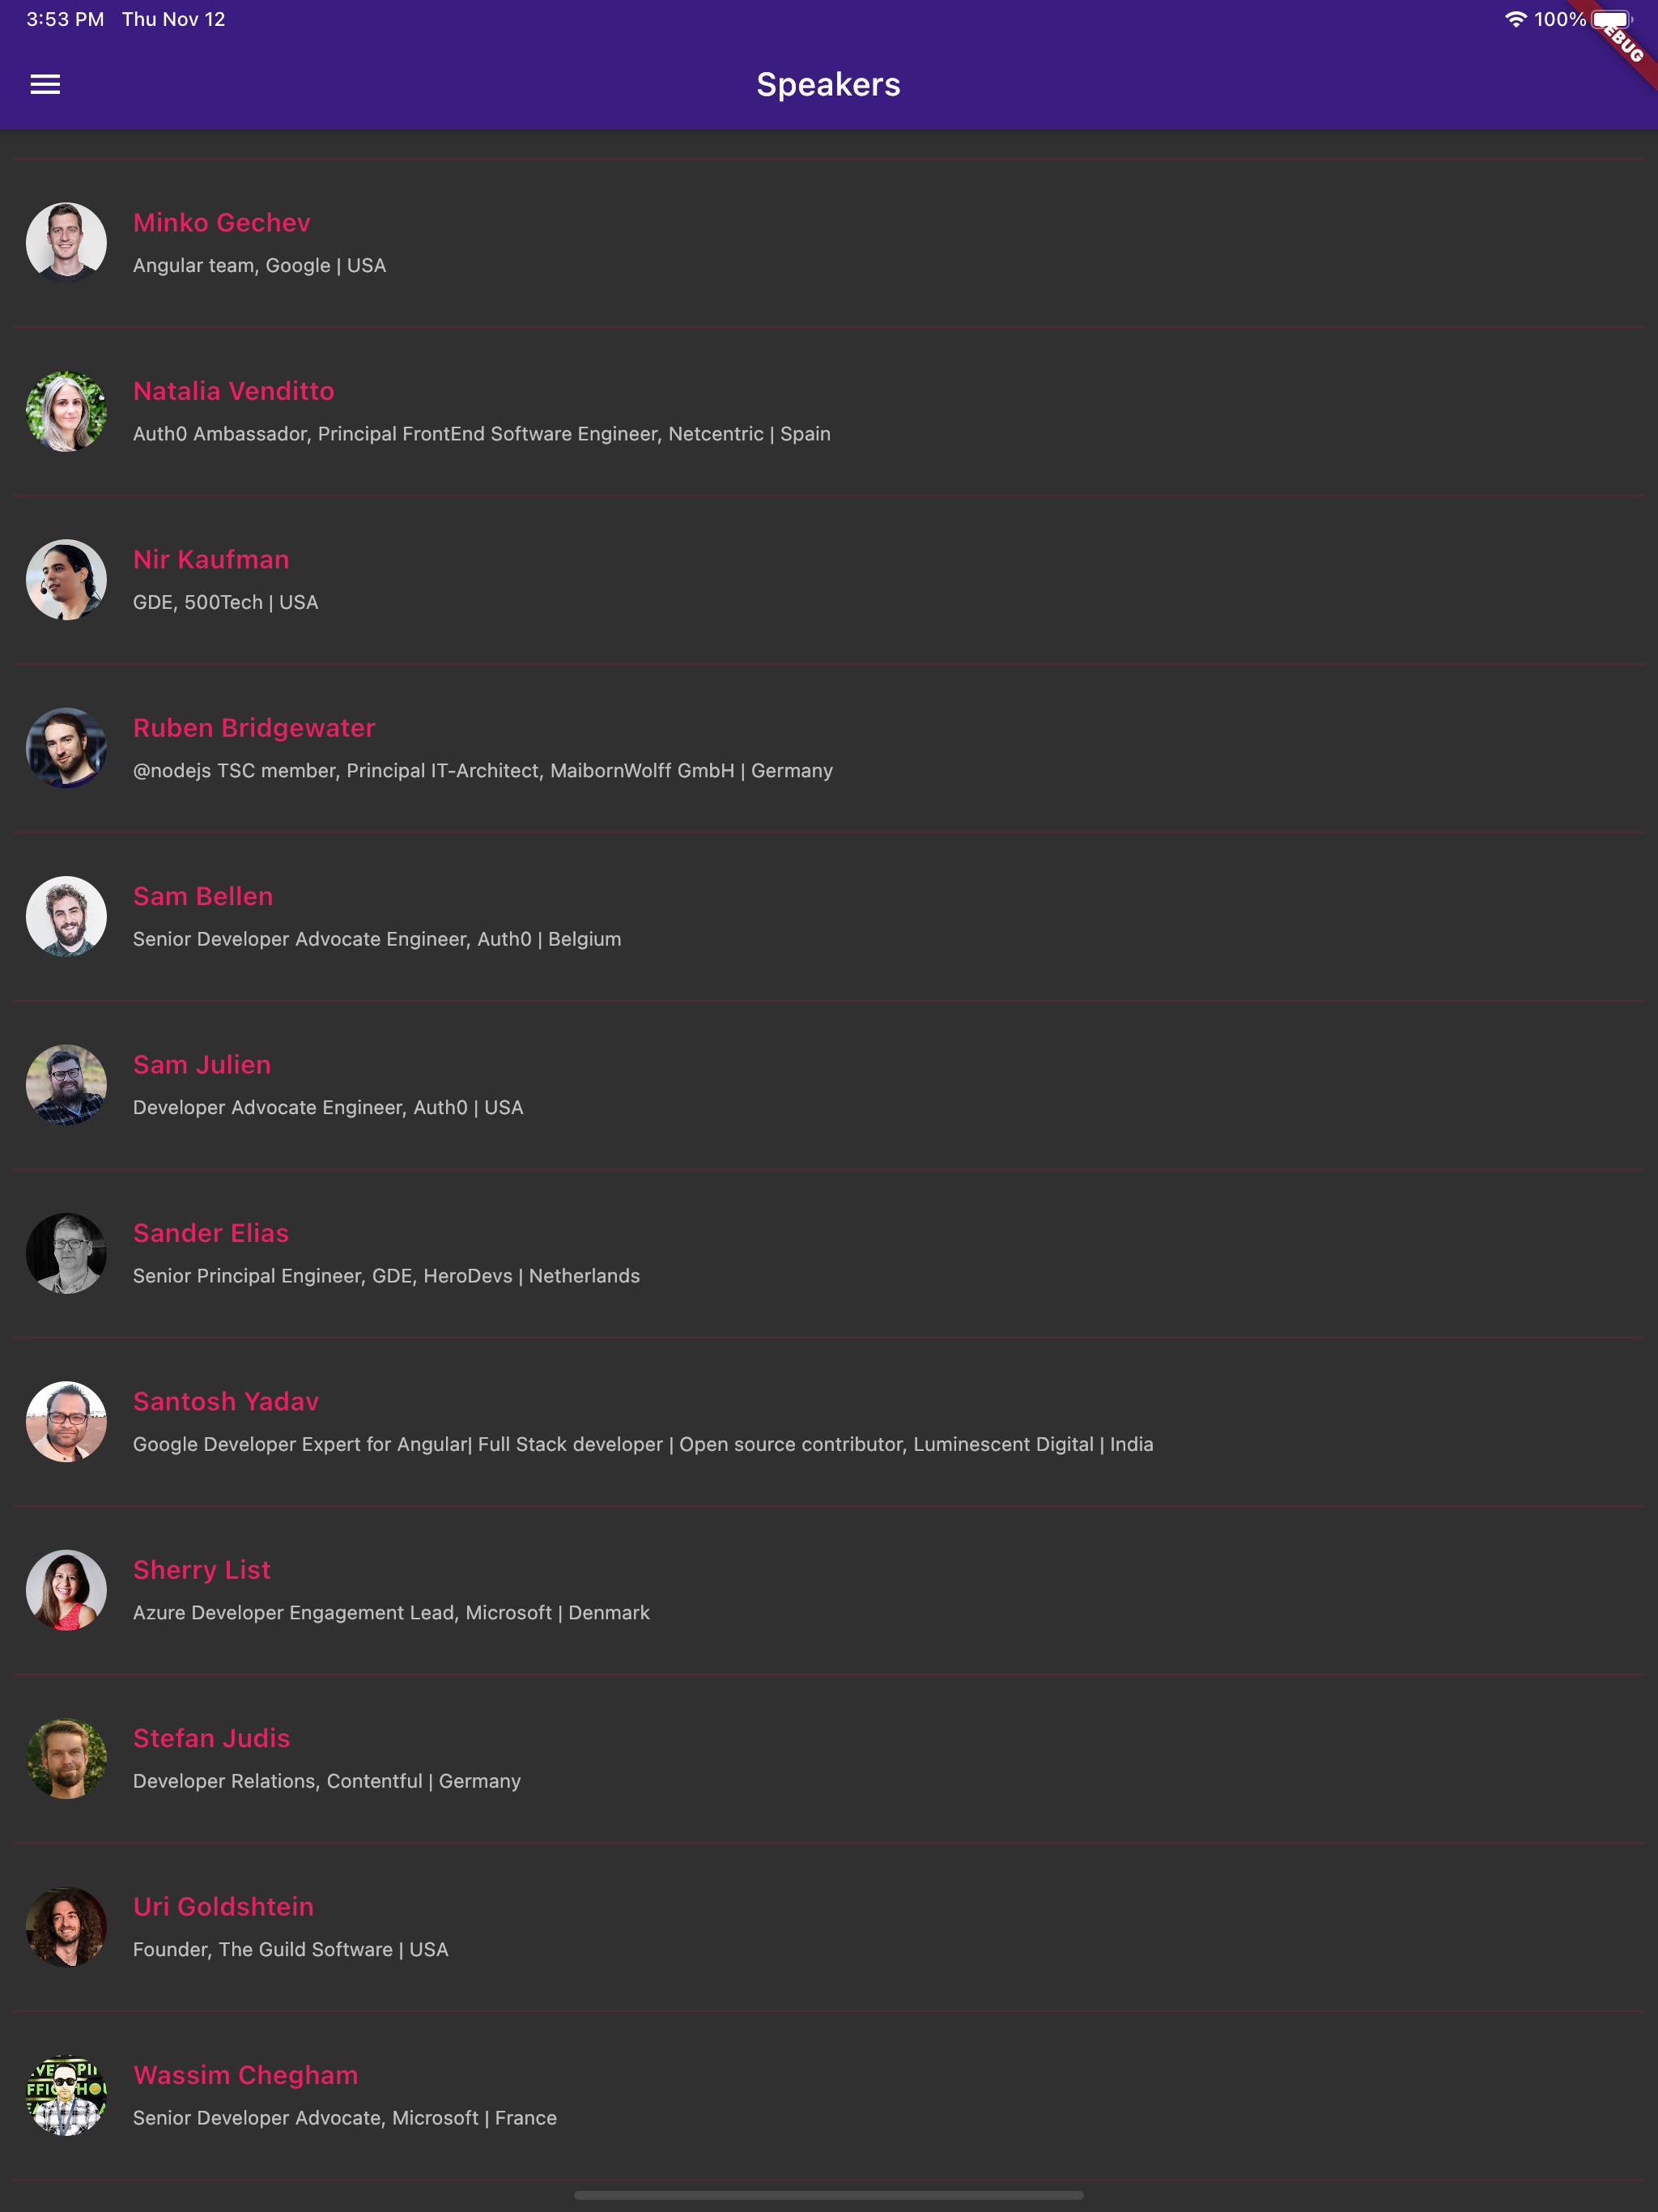 3:53 PM Thu Nov 12 100%
EBUG
Speakers
Minko Gechev
Angular team, Google | USA
Natalia Venditto
Auth0 Ambassador, Principal FrontEnd Software Engineer, Netcentric | Spain
Nir Kaufman
GDE, 500Tech | USA
Ruben Bridgewater
@nodejs TSC member, Principal IT-Architect, MaibornWolff GmbH | Germany
Sam Bellen
Senior Developer Advocate Engineer, Auth0 | Belgium
Sam Julien
Developer Advocate Engineer, Auth0 | USA
Sander Elias
Senior Principal Engineer, GDE, HeroDevs | Netherlands
Santosh Yadav
Google Developer Expert for Angular| Full Stack developer | Open source contributor, Luminescent Digital | India
Sherry List
Azure Developer Engagement Lead, Microsoft | Denmark
Stefan Judis
Developer Relations, Contentful | Germany
Uri Goldshtein
Founder, The Guild Software | USA
Wassim Chegham
Senior Developer Advocate, Microsoft | France